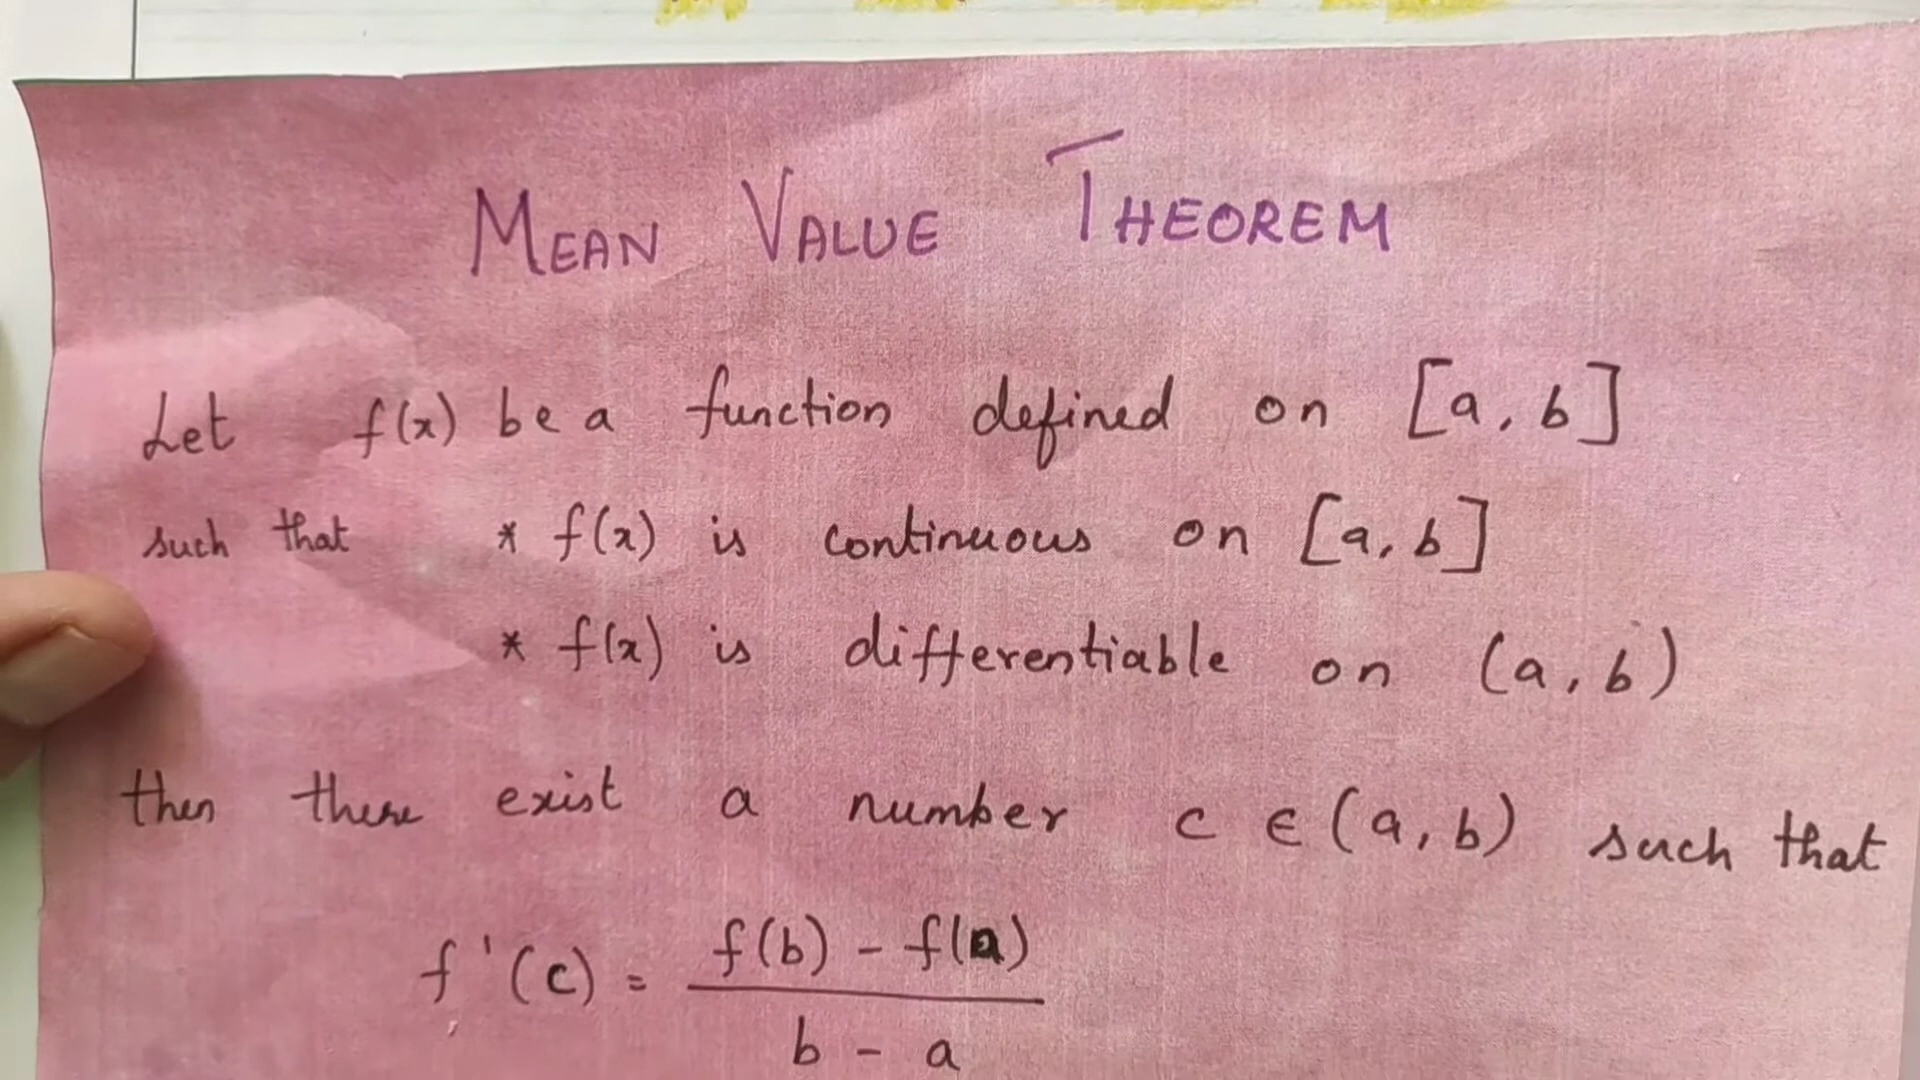 MEAN VALUE THEOREM
Let f(x) be a function defined on [a, b]
such that * f(x) is continuous on [a, b]
* f(x) is differentiable on (a, b)
then there exist a number c ∈ (a, b) such that
f'(c) = f(b) - f(a)
b - a